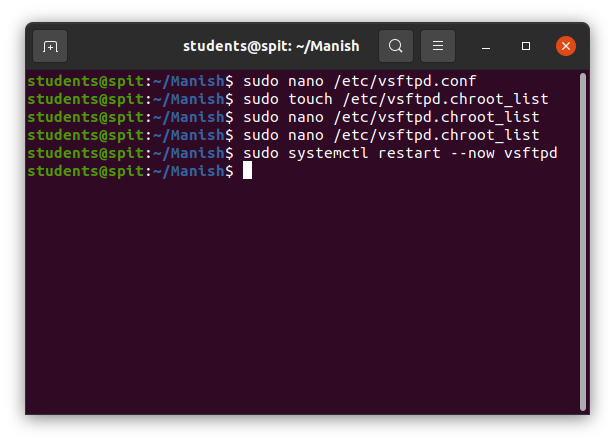 students@spit: ~/Manish
students@spit:~/Manish$ sudo nano /etc/vsftpd.conf
students@spit:~/Manish$ sudo touch /etc/vsftpd.chroot_list
students@spit:~/Manish$ sudo nano /etc/vsftpd.chroot_list
students@spit:~/Manish$ sudo nano /etc/vsftpd.chroot_list
students@spit:~/Manish$ sudo systemctl restart --now vsftpd
students@spit:~/Manish$